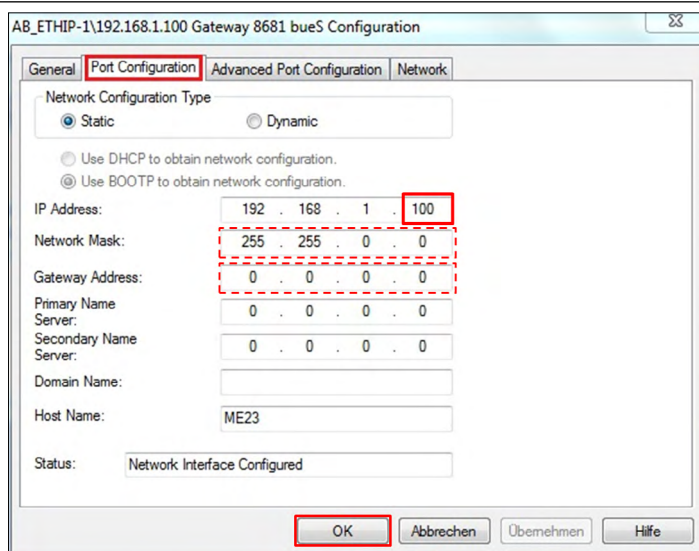 AB_ETHIP-1\192.168.1.100 Gateway 8681 bueS Configuration
General Port Configuration Advanced Port Configuration Network
Network Configuration Type
Static Dynamic
Use DHCP to obtain network configuration.
Use BOOTP to obtain network configuration.
IP Address: 192 . 168 . 1 . 100
Network Mask: 255 . 255 . 0 . 0
Gateway Address: 0 . 0 . 0 . 0
Primary Name
Server: 0 . 0 . 0 . 0
Secondary Name
Server: 0 . 0 . 0 . 0
Domain Name:
Host Name: ME23
Status: Network Interface Configured
OK Abbrechen Übernehmen Hilfe